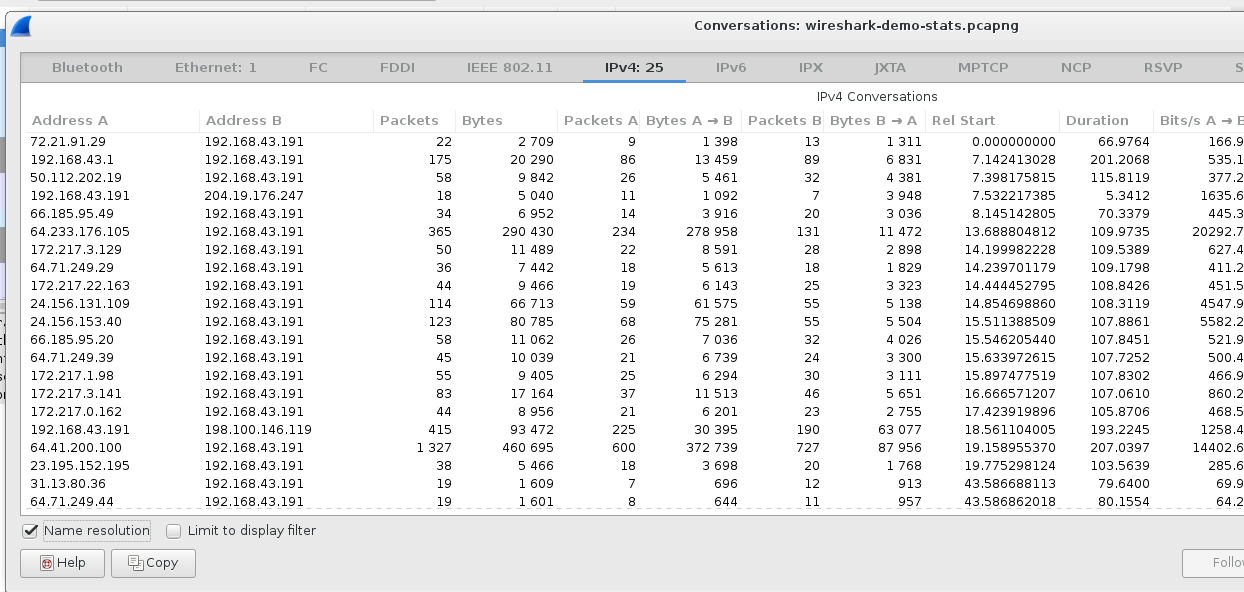 Conversations: wireshark-demo-stats.pcapng
Bluetooth Ethernet: 1 FC FDDI IEEE 802.11 IPv4: 25 IPv6 IPX JXTA MPTCP NCP RSVP S
IPv4 Conversations
Address A Address B Packets Bytes Packets A Bytes A → B Packets B Bytes B → A Rel Start Duration Bits/s A → B
72.21.91.29 192.168.43.191 22 2 709 9 1 398 13 1 311 0.000000000 66.9764 166.9
192.168.43.1 192.168.43.191 175 20 290 86 13 459 89 6 831 7.142413028 201.2068 535.1
50.112.202.19 192.168.43.191 58 9 842 26 5 461 32 4 381 7.398175815 115.8119 377.2
192.168.43.191 204.19.176.247 18 5 040 11 1 092 7 3 948 7.532217385 5.3412 1635.6
66.185.95.49 192.168.43.191 34 6 952 14 3 916 20 3 036 8.145142805 70.3379 445.3
64.233.176.105 192.168.43.191 365 290 430 234 278 958 131 11 472 13.688804812 109.9735 20292.7
172.217.3.129 192.168.43.191 50 11 489 22 8 591 28 2 898 14.199982228 109.5389 627.4
64.71.249.29 192.168.43.191 36 7 442 18 5 613 18 1 829 14.239701179 109.1798 411.2
172.217.22.163 192.168.43.191 44 9 466 19 6 143 25 3 323 14.444452795 108.8426 451.5
24.156.131.109 192.168.43.191 114 66 713 59 61 575 55 5 138 14.854698860 108.3119 4547.9
24.156.153.40 192.168.43.191 123 80 785 68 75 281 55 5 504 15.511388509 107.8861 5582.2
66.185.95.20 192.168.43.191 58 11 062 26 7 036 32 4 026 15.546205440 107.8451 521.9
64.71.249.39 192.168.43.191 45 10 039 21 6 739 24 3 300 15.633972615 107.7252 500.4
172.217.1.98 192.168.43.191 55 9 405 25 6 294 30 3 111 15.897477519 107.8302 466.9
172.217.3.141 192.168.43.191 83 17 164 37 11 513 46 5 651 16.666571207 107.0610 860.2
172.217.0.162 192.168.43.191 44 8 956 21 6 201 23 2 755 17.423919896 105.8706 468.5
192.168.43.191 198.100.146.119 415 93 472 225 30 395 190 63 077 18.561104005 193.2245 1258.4
64.41.200.100 192.168.43.191 1 327 460 695 600 372 739 727 87 956 19.158955370 207.0397 14402.6
23.195.152.195 192.168.43.191 38 5 466 18 3 698 20 1 768 19.775298124 103.5639 285.6
31.13.80.36 192.168.43.191 19 1 609 7 696 12 913 43.586688113 79.6400 69.9
64.71.249.44 192.168.43.191 19 1 601 8 644 11 957 43.586862018 80.1554 64.2
Name resolution Limit to display filter
Help Copy Follo